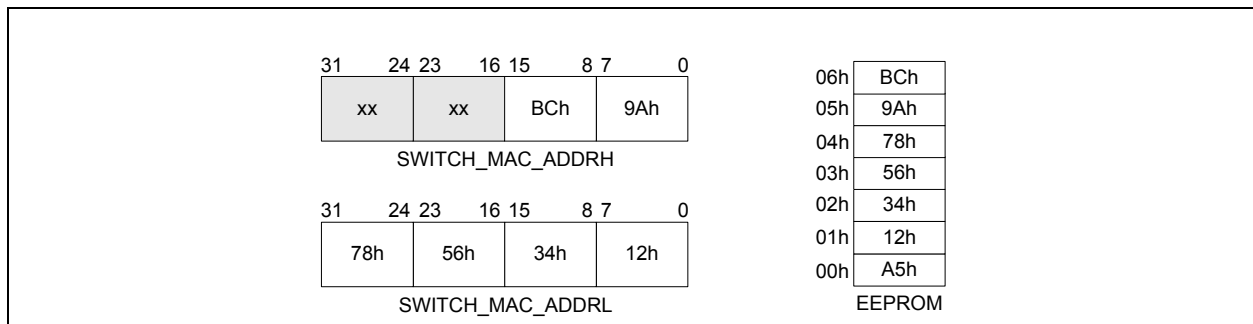 31 24 23 16 15 8 7 0
xx xx BCh 9Ah
SWITCH_MAC_ADDRH
31 24 23 16 15 8 7 0
78h 56h 34h 12h
SWITCH_MAC_ADDRL
06h BCh
05h 9Ah
04h 78h
03h 56h
02h 34h
01h 12h
00h A5h
EEPROM